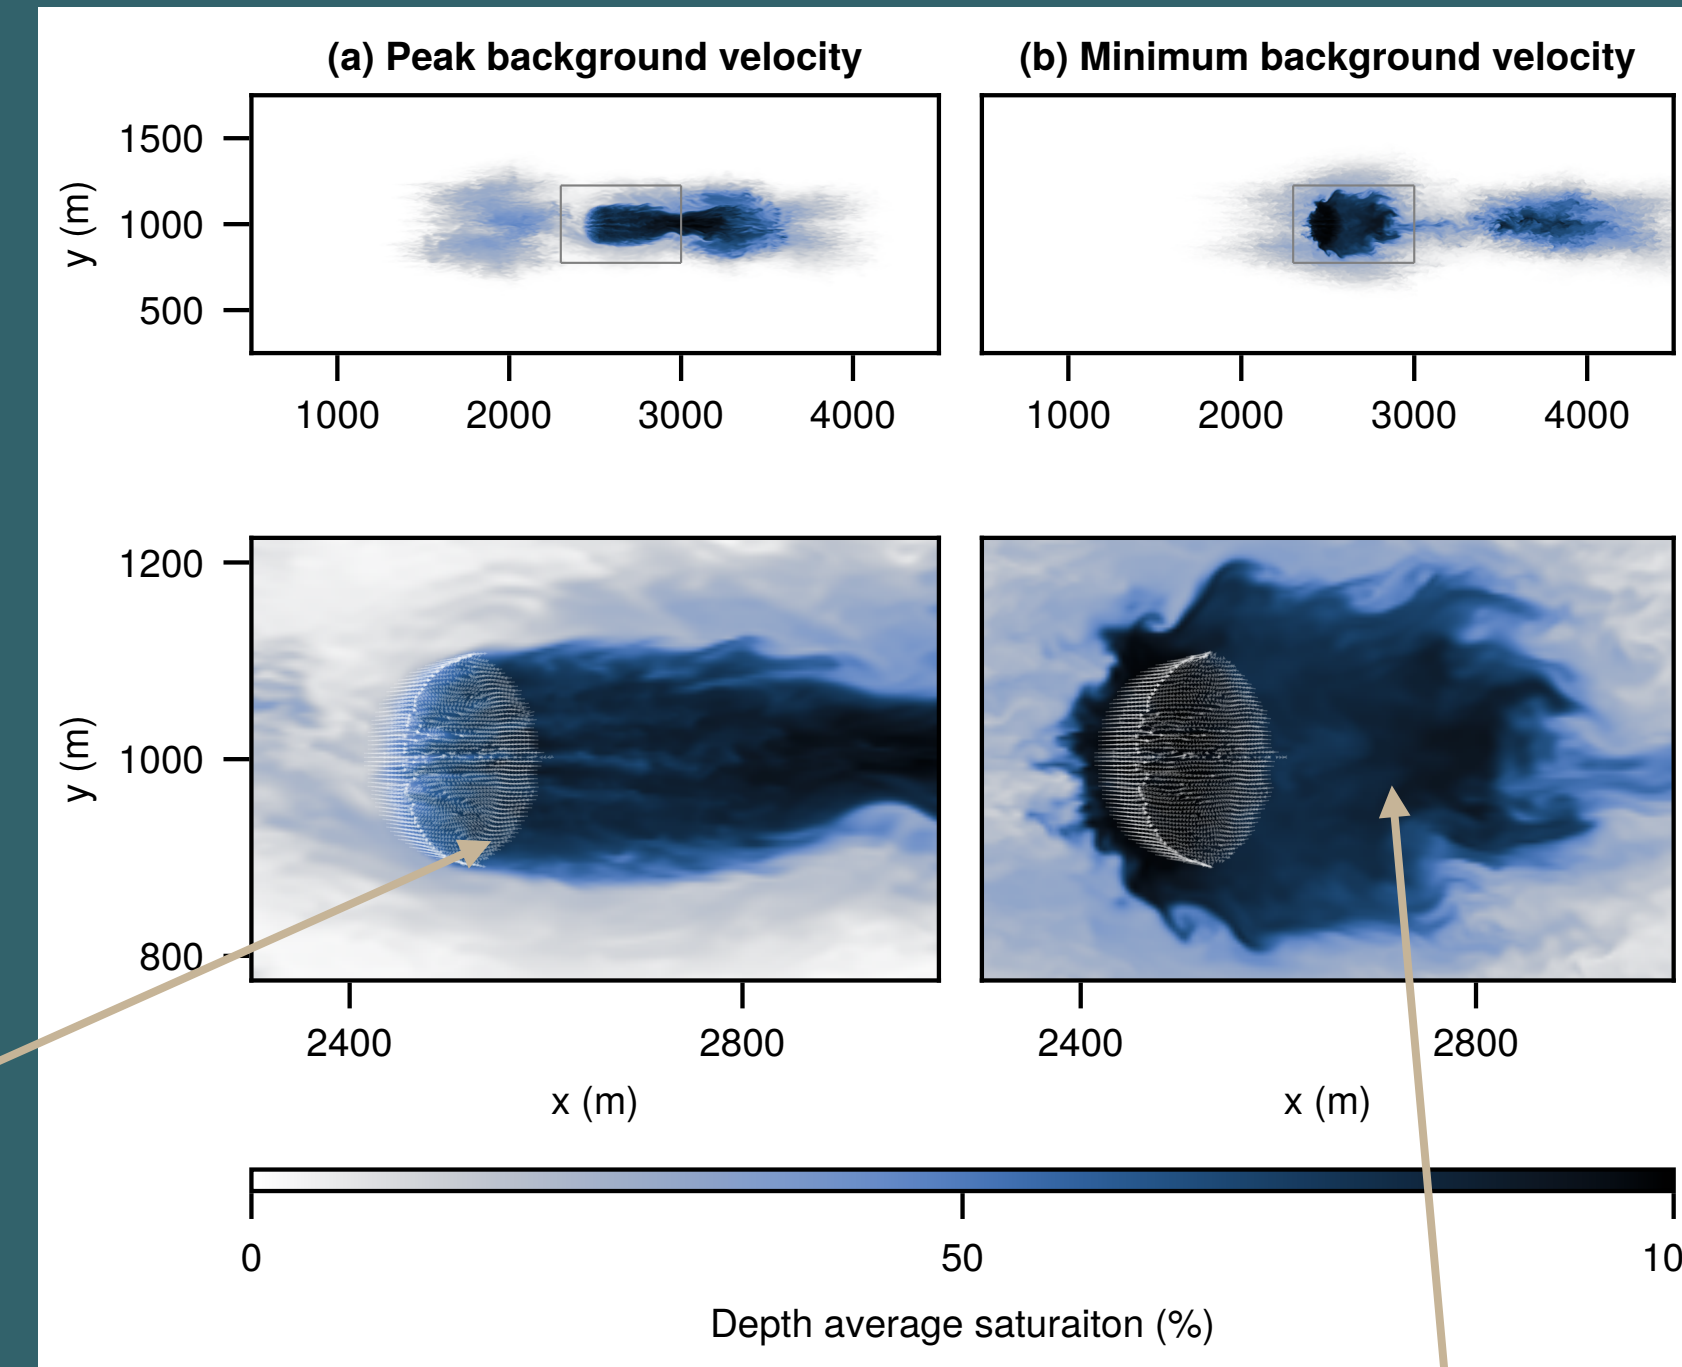 (a) Peak background velocity
(b) Minimum background velocity
y (m)
1500
1000
500
1000 2000 3000 4000
1000 2000 3000 4000
y (m)
1200
1000
800
2400 2800
2400 2800
x (m)
x (m)
0 50 10
Depth average saturaiton (%)